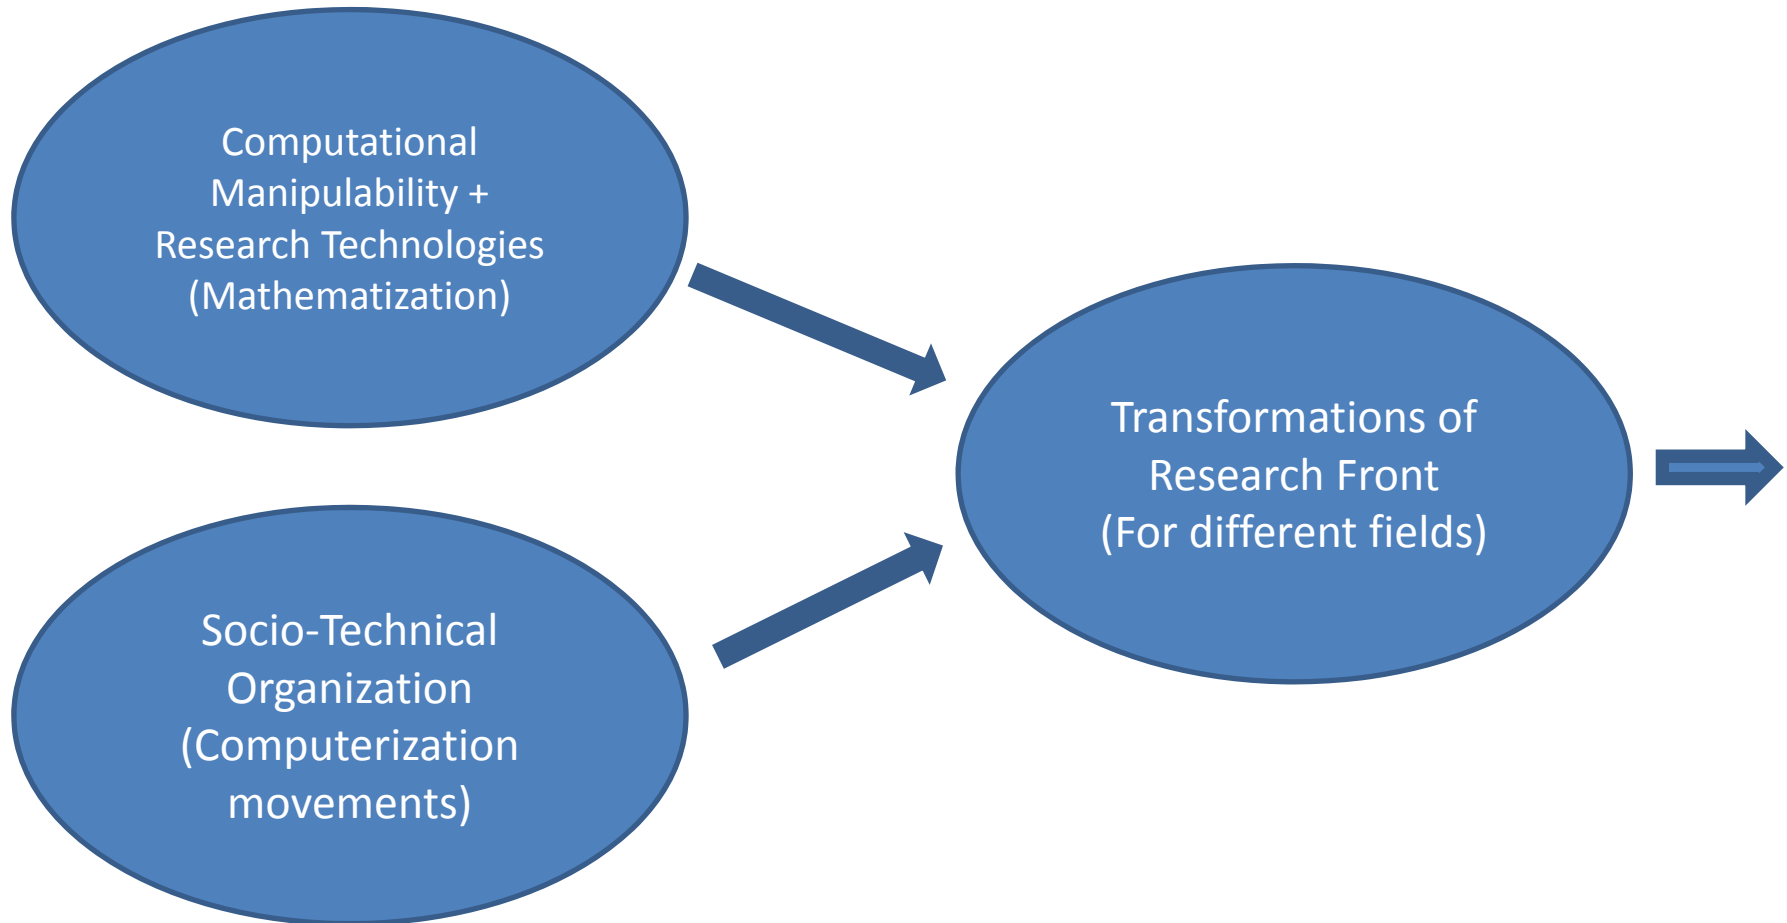 Computational
Manipulability +
Research Technologies
(Mathematization)
Socio-Technical
Organization
(Computerization
movements)
Transformations of
Research Front
(For different fields)